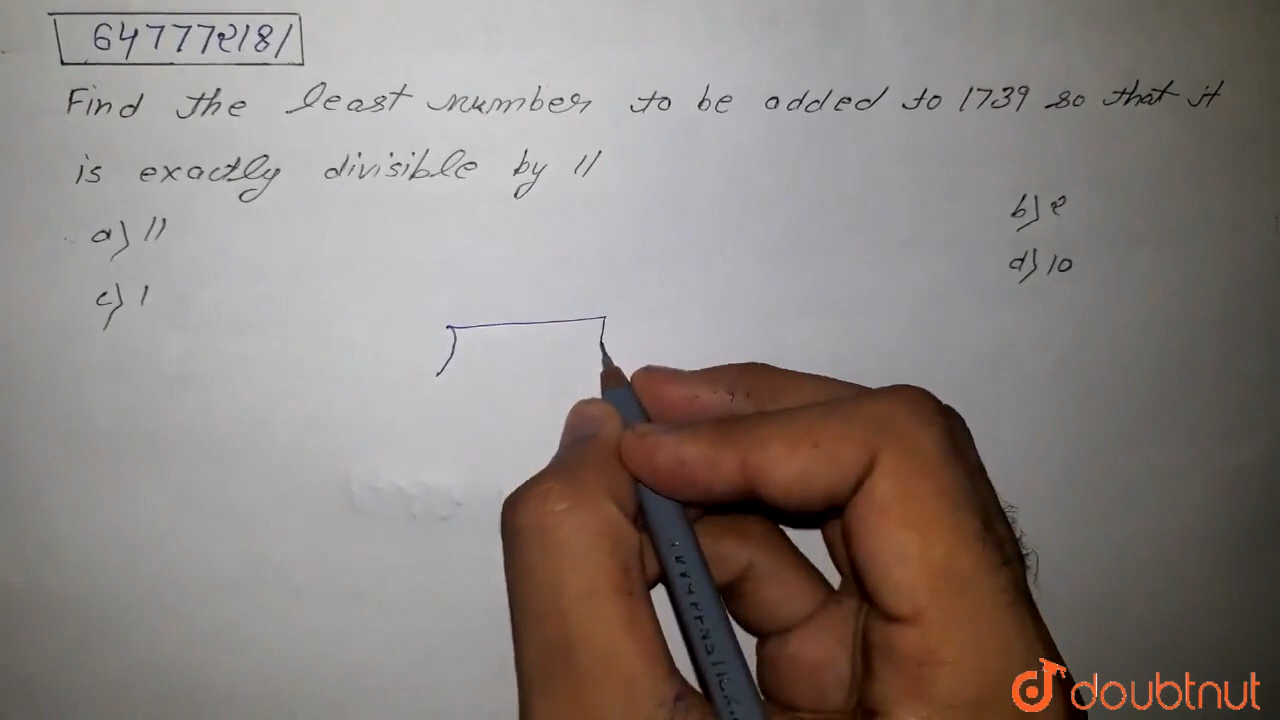 647772181
Find the least number to be added to 1739 so that it
is exactly divisible by 11
a) 11
b) 2
c) 1
d) 10
doubtnut